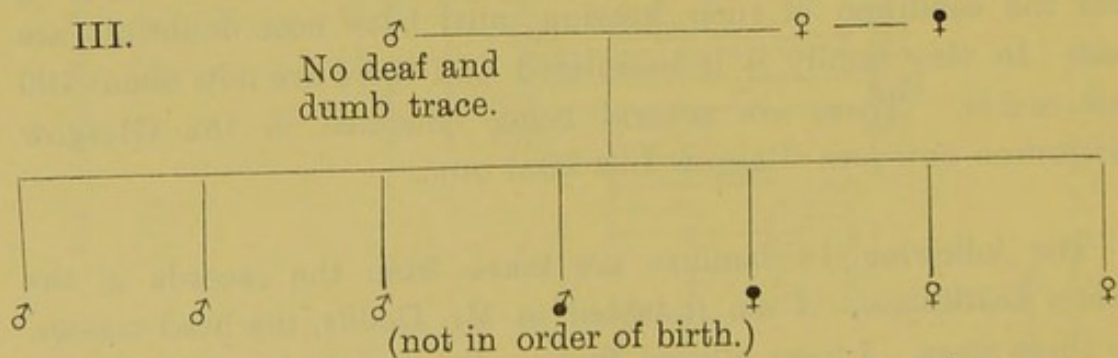 III. ♂ ♀ ♀
No deaf and
dumb trace.
♂ ♂ ♂ ♂ ♀ ♀ ♀
(not in order of birth.)